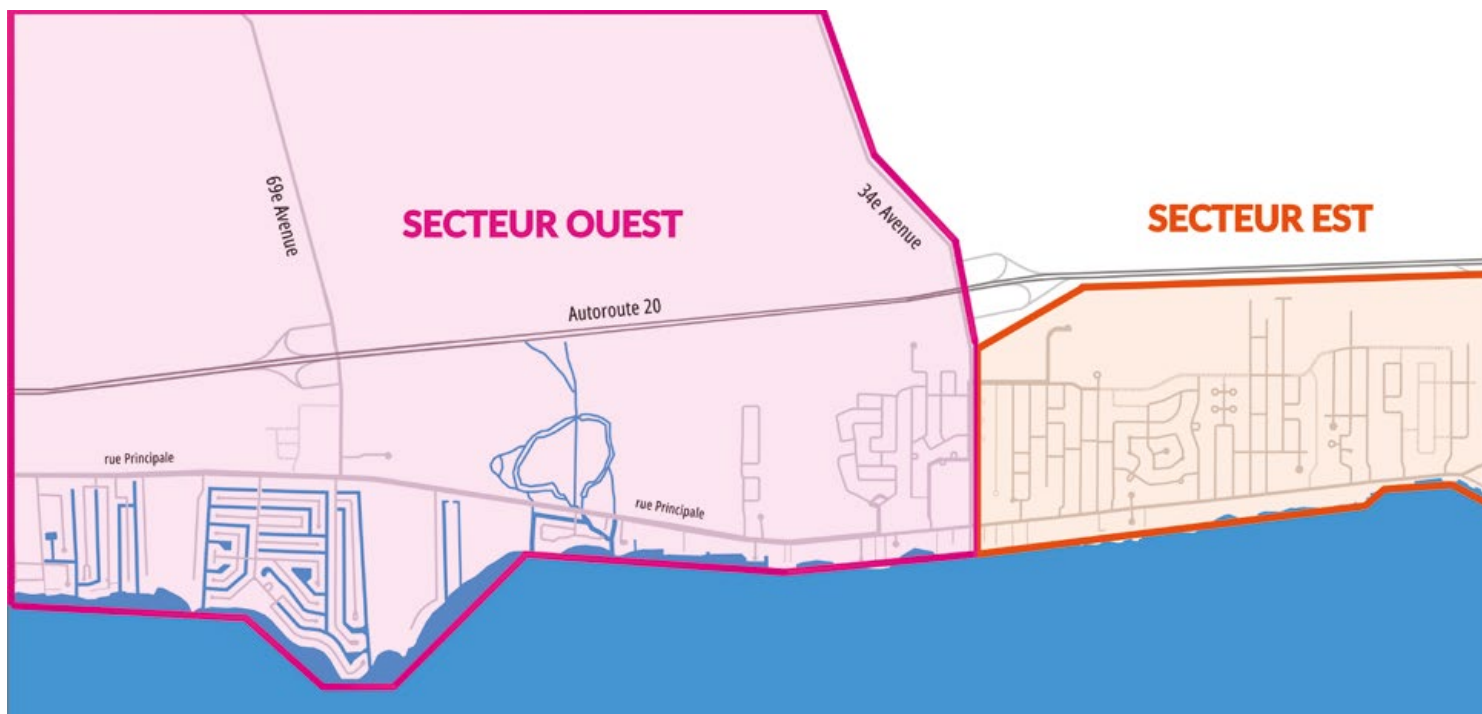 69e Avenue
SECTEUR OUEST
34e Avenue
SECTEUR EST
Autoroute 20
rue Principale
rue Principale